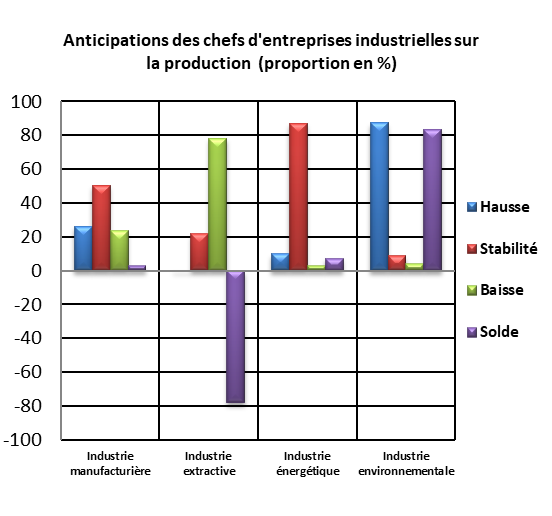 Anticipations des chefs d'entreprises industrielles sur
la production (proportion en %)
100
80
60
40
20
0
-20
-40
-60
-80
-100
Hausse
Stabilité
Baisse
Solde
Industrie
manufacturière
Industrie
extractive
Industrie
énergétique
Industrie
environnementale